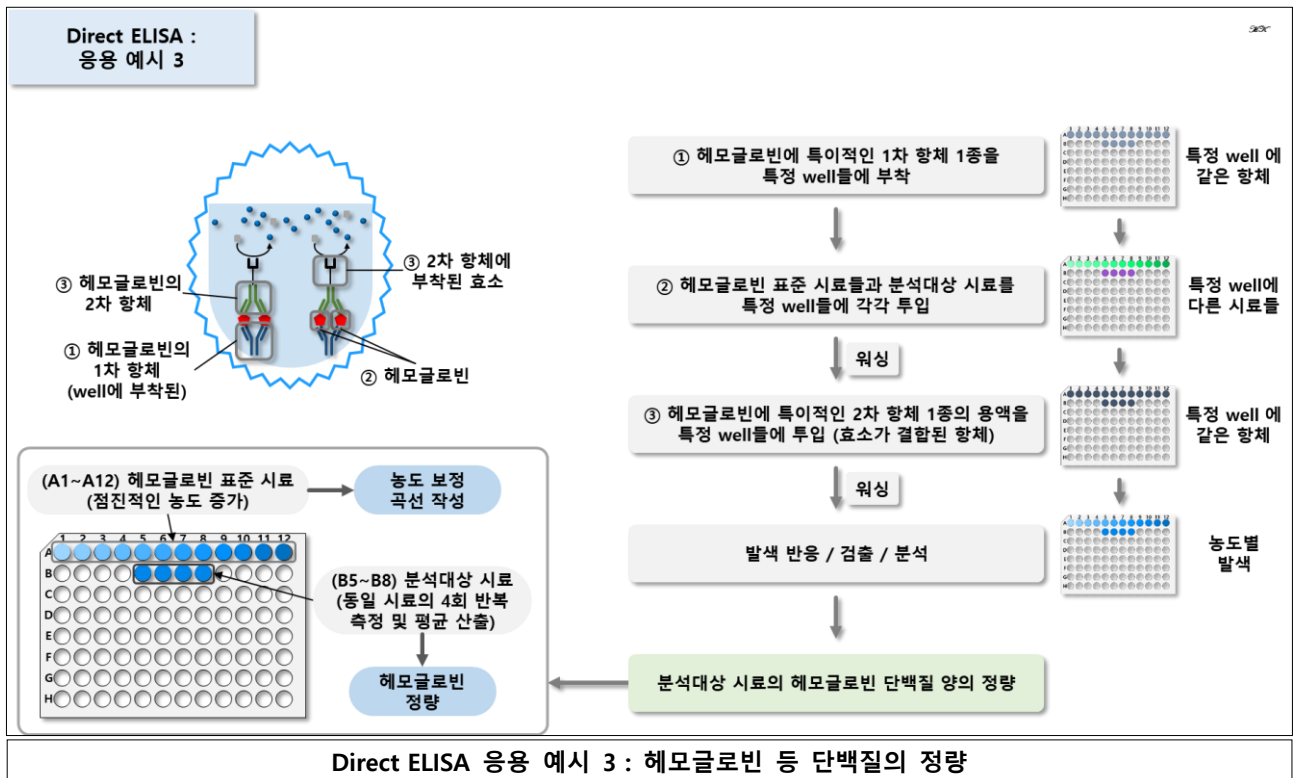 Direct ELISA :
응용 예시 3
① 헤모글로빈에 특이적인 1차 항체 1종을
특정 well들에 부착
특정 well 에
같은 항체
② 헤모글로빈 표준 시료들과 분석대상 시료를
특정 well들에 각각 투입
특정 well에
다른 시료들
워싱
③ 헤모글로빈에 특이적인 2차 항체 1종의 용액을
특정 well들에 투입 (효소가 결합된 항체)
특정 well 에
같은 항체
워싱
발색 반응 / 검출 / 분석
농도별
발색
분석대상 시료의 헤모글로빈 단백질 양의 정량
③ 헤모글로빈의
2차 항체
③ 2차 항체에
부착된 효소
① 헤모글로빈의
1차 항체
(well에 부착된)
② 헤모글로빈
(A1~A12) 헤모글로빈 표준 시료
(점진적인 농도 증가)
농도 보정
곡선 작성
1 2 3 4 5 6 7 8 9 10 11 12
A
B
C
D
E
F
G
H
(B5~B8) 분석대상 시료
(동일 시료의 4회 반복
측정 및 평균 산출)
헤모글로빈
정량
Direct ELISA 응용 예시 3 : 헤모글로빈 등 단백질의 정량